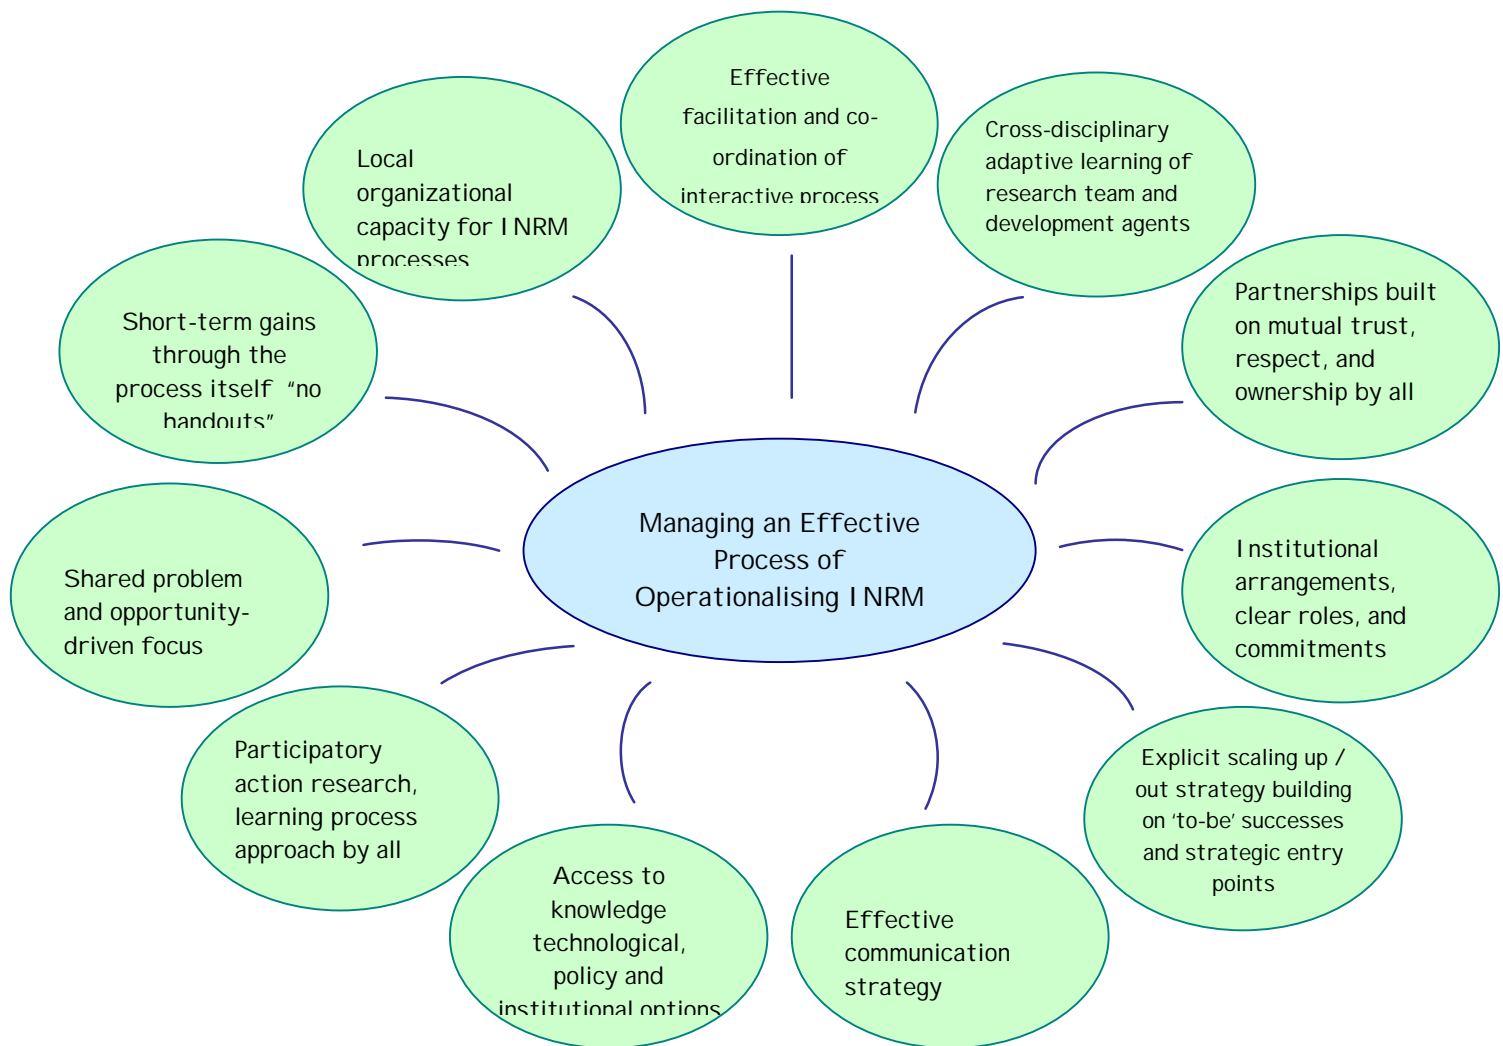 Effective
facilitation and co-
ordination of
interactive process
Cross-disciplinary
adaptive learning of
research team and
development agents
Local
organizational
capacity for INRM
processes
Partnerships built
on mutual trust,
respect, and
ownership by all
Short-term gains
through the
process itself “no
handouts”
Managing an Effective
Process of
Operationalising INRM
Institutional
arrangements,
clear roles, and
commitments
Shared problem
and opportunity-
driven focus
Participatory
action research,
learning process
approach by all
Explicit scaling up /
out strategy building
on ‘to-be’ successes
and strategic entry
points
Access to
knowledge
technological,
policy and
institutional options
Effective
communication
strategy